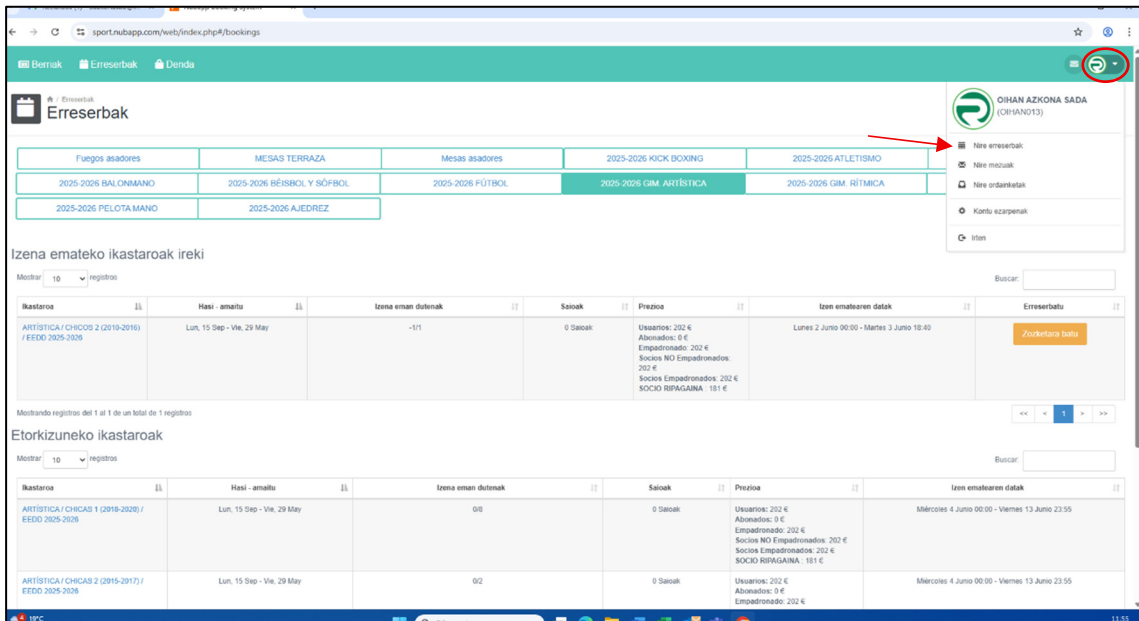 sport.nubapp.com/web/index.php#/bookings
Berriak Erreserbak Denda
/ Erreserbak
Erreserbak
OIHAN AZKONA SADA
(OIHAN013)
Nire erreserbak
Nire mezuak
Nire ordainketak
Kontu ezarpenak
Irten
Fuegos asadores MESAS TERRAZA Mesas asadores 2025-2026 KICK BOXING 2025-2026 ATLETISMO
2025-2026 BALONMANO 2025-2026 BÉISBOL Y SÓFBOL 2025-2026 FÚTBOL 2025-2026 GIM. ARTÍSTICA 2025-2026 GIM. RÍTMICA
2025-2026 PELOTA MANO 2025-2026 AJEDREZ
Izena emateko ikastaroak ireki
Mostrar 10 registros Buscar:
Ikastaroa Hasi - amaitu Izena eman dutenak Saioak Prezioa Izen ematearen datak Erreserbatu
ARTÍSTICA / CHICOS 2 (2010-2016)
/ EEDD 2025-2026
Lun, 15 Sep - Vie, 29 May
-1/1
0 Saioak
Usuarios: 202 €
Abonados: 0 €
Empadronado: 202 €
Socios NO Empadronados:
202 €
Socios Empadronados: 202 €
SOCIO RIPAGAINA : 181 €
Lunes 2 Junio 00:00 - Martes 3 Junio 18:40
Zozketara batu
Mostrando registros del 1 al 1 de un total de 1 registros
<< < 1 > >>
Etorkizuneko ikastaroak
Mostrar 10 registros Buscar:
Ikastaroa Hasi - amaitu Izena eman dutenak Saioak Prezioa Izen ematearen datak
ARTÍSTICA / CHICAS 1 (2018-2020) /
EEDD 2025-2026
Lun, 15 Sep - Vie, 29 May
0/8
0 Saioak
Usuarios: 202 €
Abonados: 0 €
Empadronado: 202 €
Socios NO Empadronados: 202 €
Socios Empadronados: 202 €
SOCIO RIPAGAINA : 181 €
Miércoles 4 Junio 00:00 - Viernes 13 Junio 23:55
ARTÍSTICA / CHICAS 2 (2015-2017) /
EEDD 2025-2026
Lun, 15 Sep - Vie, 29 May
0/2
0 Saioak
Usuarios: 202 €
Abonados: 0 €
Empadronado: 202 €
Miércoles 4 Junio 00:00 - Viernes 13 Junio 23:55
19°C
11:55